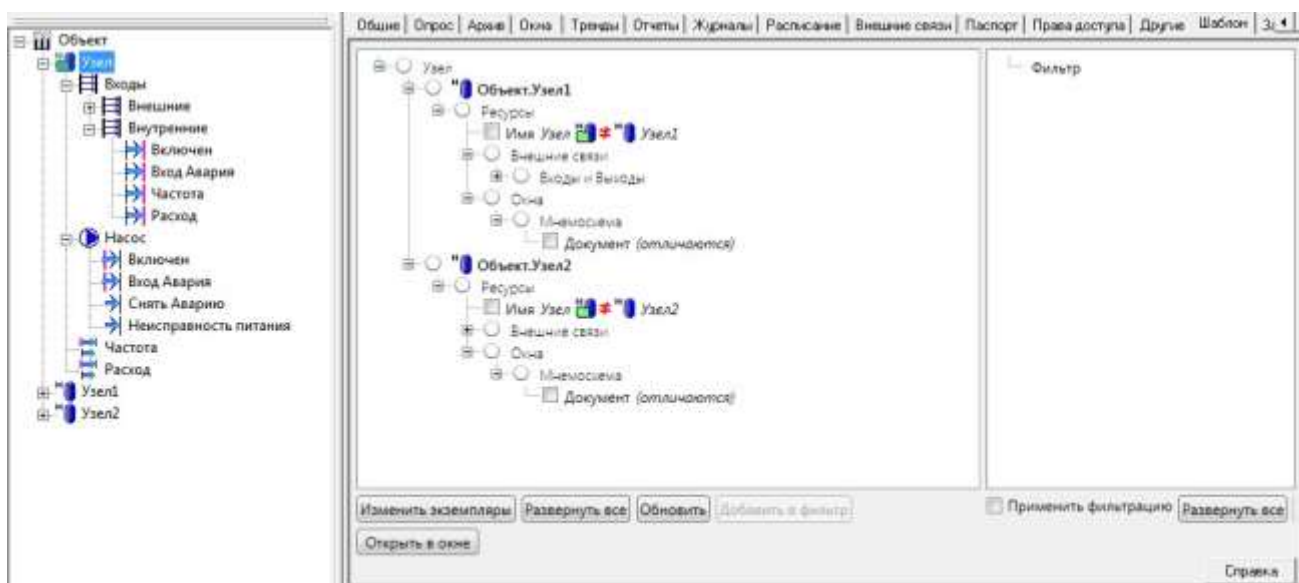 Объект
Узел
Входы
Внешние
Внутренние
Включен
Вход Авария
Частота
Расход
Насос
Включен
Вход Авария
Снять Аварию
Неисправность питания
Частота
Расход
Узел1
Узел2
Общие Опрос Архив Окна Тренды Отчеты Журналы Расписание Внешние связи Паспорт Права доступа Другие Шаблон
Узел
Объект.Узел1
Ресурсы
Имя Узел ≠ Узел1
Внешние связи
Входы и Выходы
Окна
Мнемосхема
Документ (отличаются)
Объект.Узел2
Ресурсы
Имя Узел ≠ Узел2
Внешние связи
Окна
Мнемосхема
Документ (отличаются)
Фильтр
Изменить экземпляры Развернуть все Обновить Добавить в фильтр
Применить фильтрацию Развернуть все
Открыть в окне
Справка